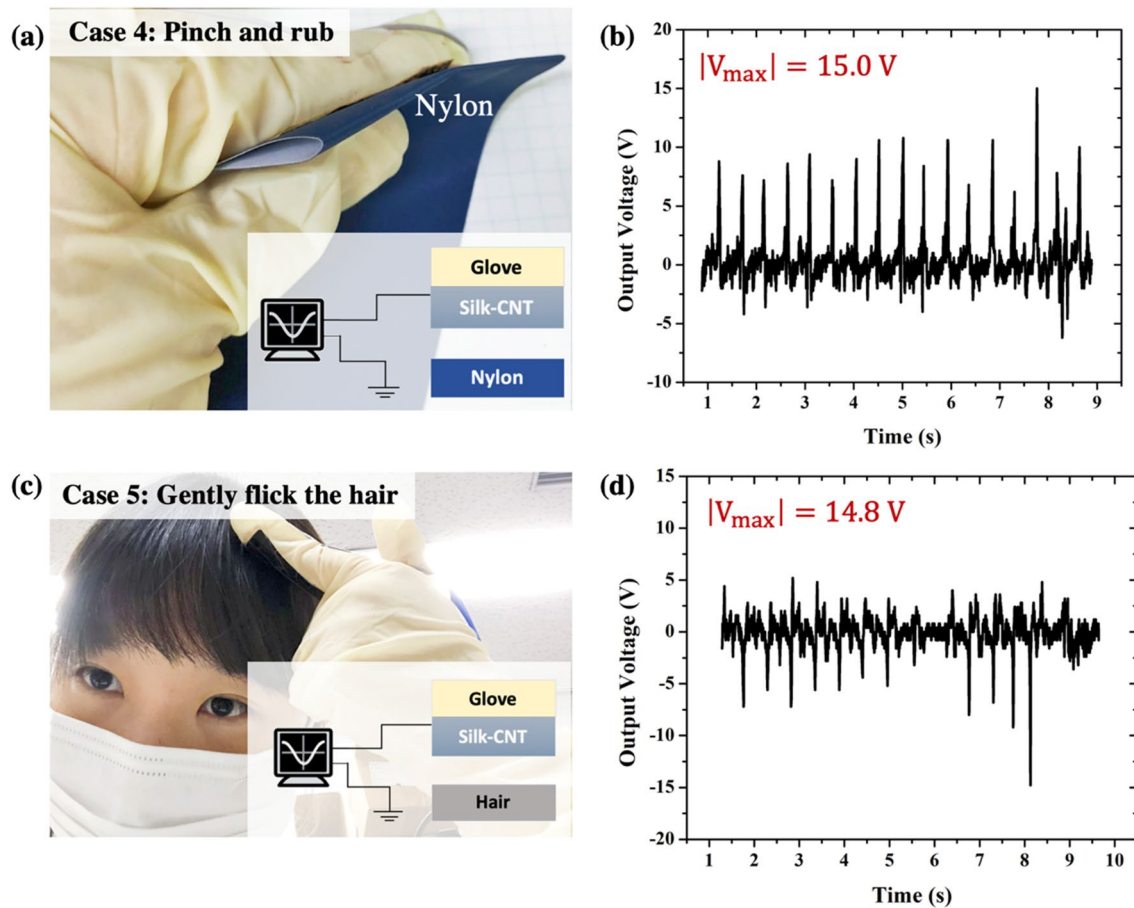 (a)
Case 4: Pinch and rub
Nylon
Glove
Silk-CNT
Nylon
(b)
|Vmax| = 15.0 V
Output Voltage (V)
20
15
10
5
0
-5
-10
1 2 3 4 5 6 7 8 9
Time (s)
(c)
Case 5: Gently flick the hair
Glove
Silk-CNT
Hair
(d)
|Vmax| = 14.8 V
Output Voltage (V)
15
10
5
0
-5
-10
-15
-20
1 2 3 4 5 6 7 8 9 10
Time (s)